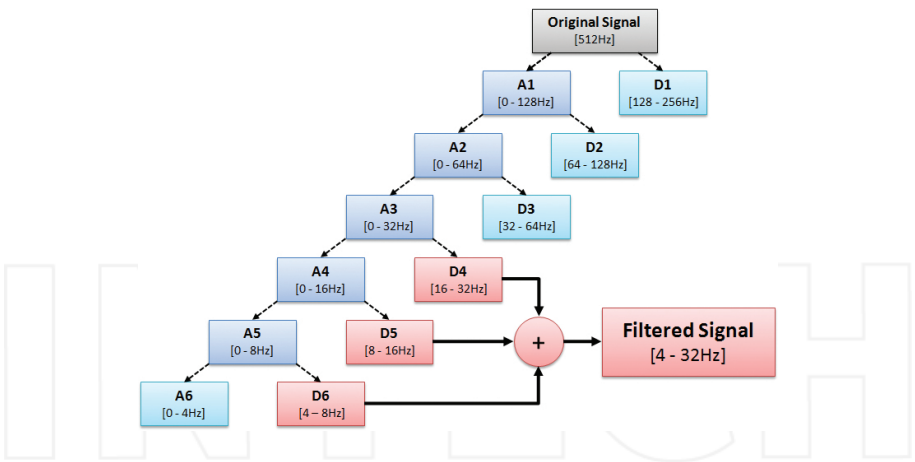 Original Signal
[512Hz]
A1
[0 - 128Hz]
D1
[128 - 256Hz]
A2
[0 - 64Hz]
D2
[64 - 128Hz]
A3
[0 - 32Hz]
D3
[32 - 64Hz]
A4
[0 - 16Hz]
D4
[16 - 32Hz]
A5
[0 - 8Hz]
D5
[8 - 16Hz]
+
Filtered Signal
[4 - 32Hz]
A6
[0 - 4Hz]
D6
[4 – 8Hz]